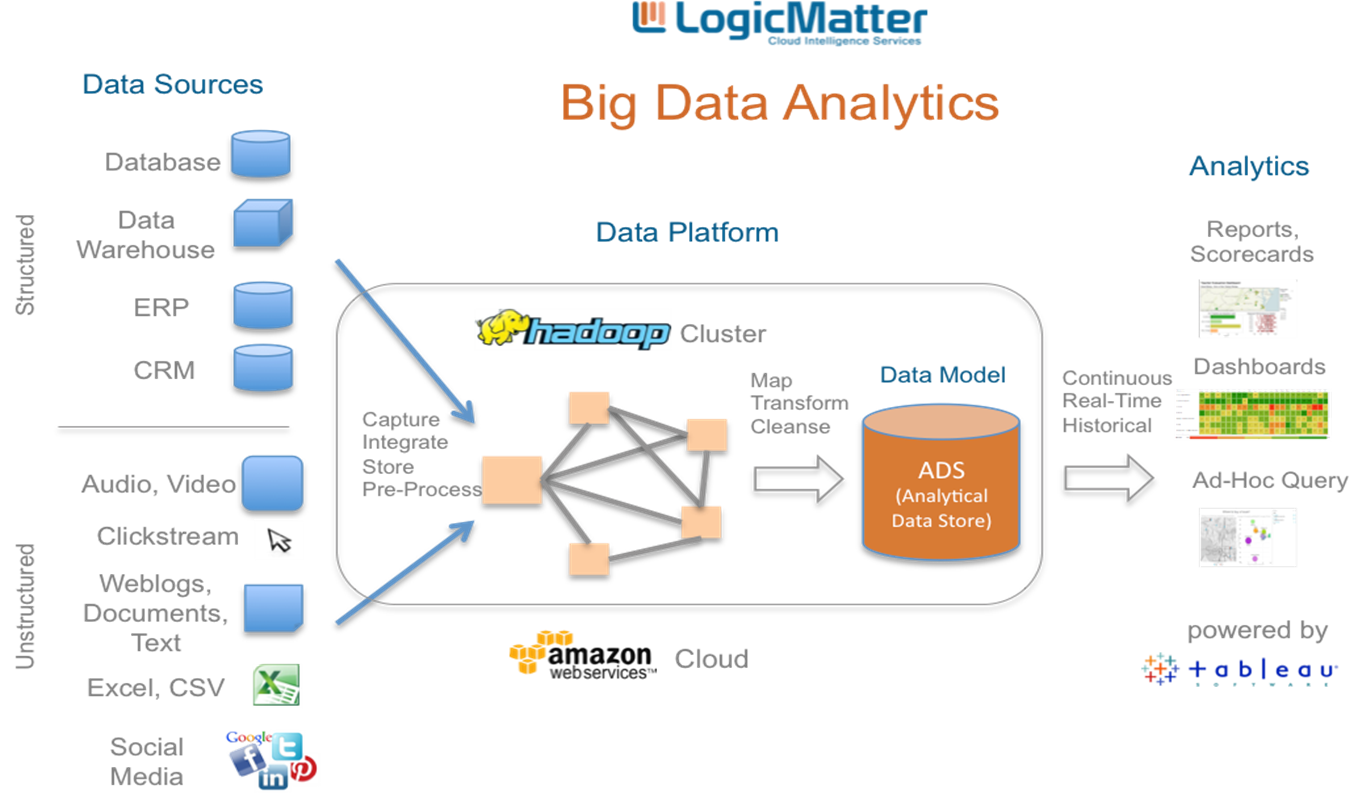 LogicMatter
Cloud Intelligence Services
Big Data Analytics
Data Sources
Structured
Database
Data
Warehouse
ERP
CRM
Unstructured
Audio, Video
Clickstream
Weblogs,
Documents,
Text
Excel, CSV
Social
Media
Google
Data Platform
hadoop Cluster
Capture
Integrate
Store
Pre-Process
Map
Transform
Cleanse
Data Model
ADS
(Analytical
Data Store)
amazon
webservices™ Cloud
Continuous
Real-Time
Historical
Analytics
Reports,
Scorecards
Dashboards
Ad-Hoc Query
powered by
tableau
SOFTWARE